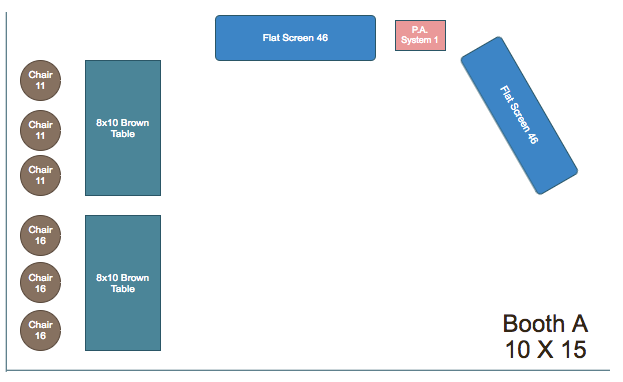 Flat Screen 46
P.A.
System 1
Flat Screen 46
Chair
11
Chair
11
Chair
11
8x10 Brown
Table
Chair
16
Chair
16
Chair
16
8x10 Brown
Table
Booth A
10 X 15